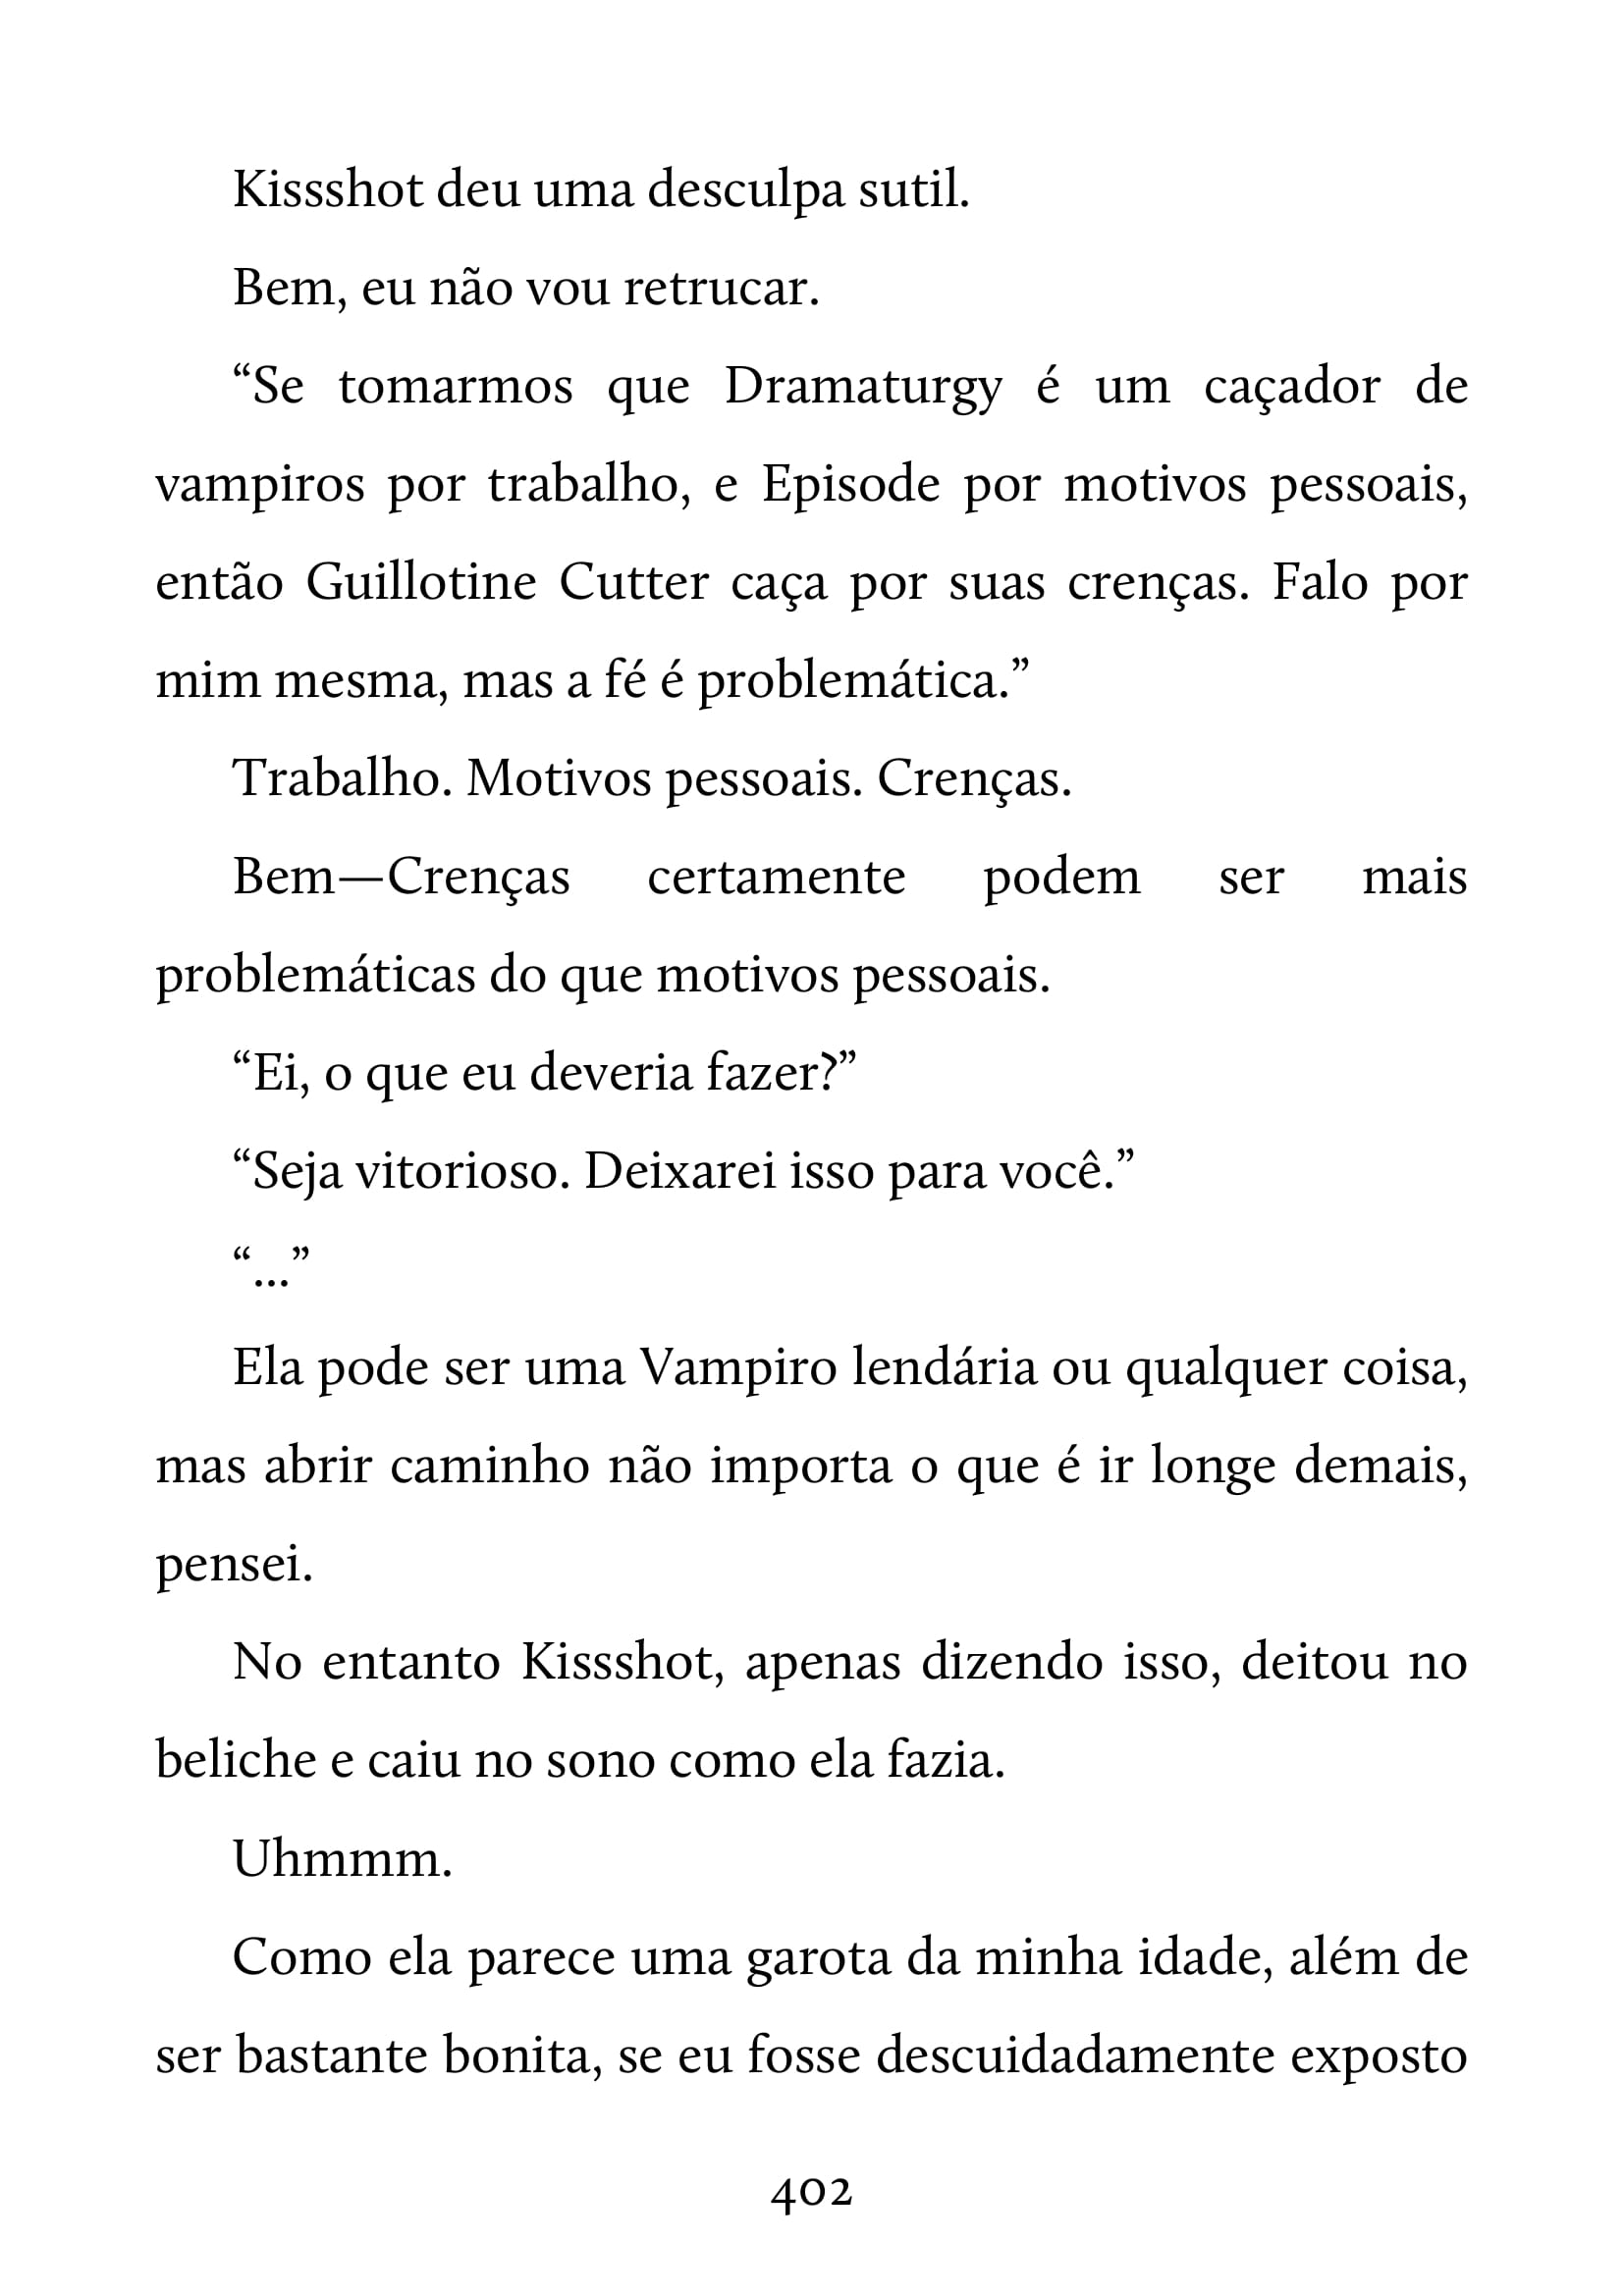 Kissshot deu uma desculpa sutil.
Bem, eu não vou retrucar.
“Se tomarmos que Dramaturgy é um caçador de
vampiros por trabalho, e Episode por motivos pessoais,
então Guillotine Cutter caça por suas crenças. Falo por
mim mesma, mas a fé é problemática.”
Trabalho. Motivos pessoais. Crenças.
Bem—Crenças certamente podem ser mais
problemáticas do que motivos pessoais.
“Ei, o que eu deveria fazer?”
“Seja vitorioso. Deixarei isso para você.”
“...”
Ela pode ser uma Vampiro lendária ou qualquer coisa,
mas abrir caminho não importa o que é ir longe demais,
pensei.
No entanto Kissshot, apenas dizendo isso, deitou no
beliche e caiu no sono como ela fazia.
Uhmmm.
Como ela parece uma garota da minha idade, além de
ser bastante bonita, se eu fosse descuidadamente exposto
402